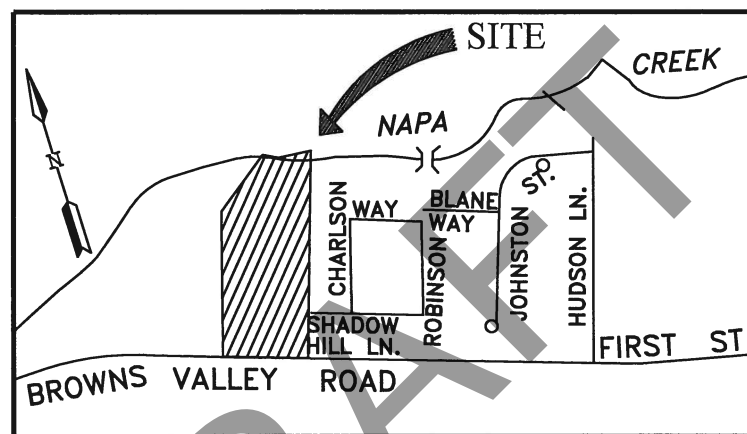 SITE
CREEK
NAPA
N
CHARLSON
WAY
BLANE
WAY
ST.
JOHNSTON
HUDSON LN.
ROBINSON
SHADOW
HILL LN.
FIRST ST
BROWNS VALLEY ROAD
DRAFT